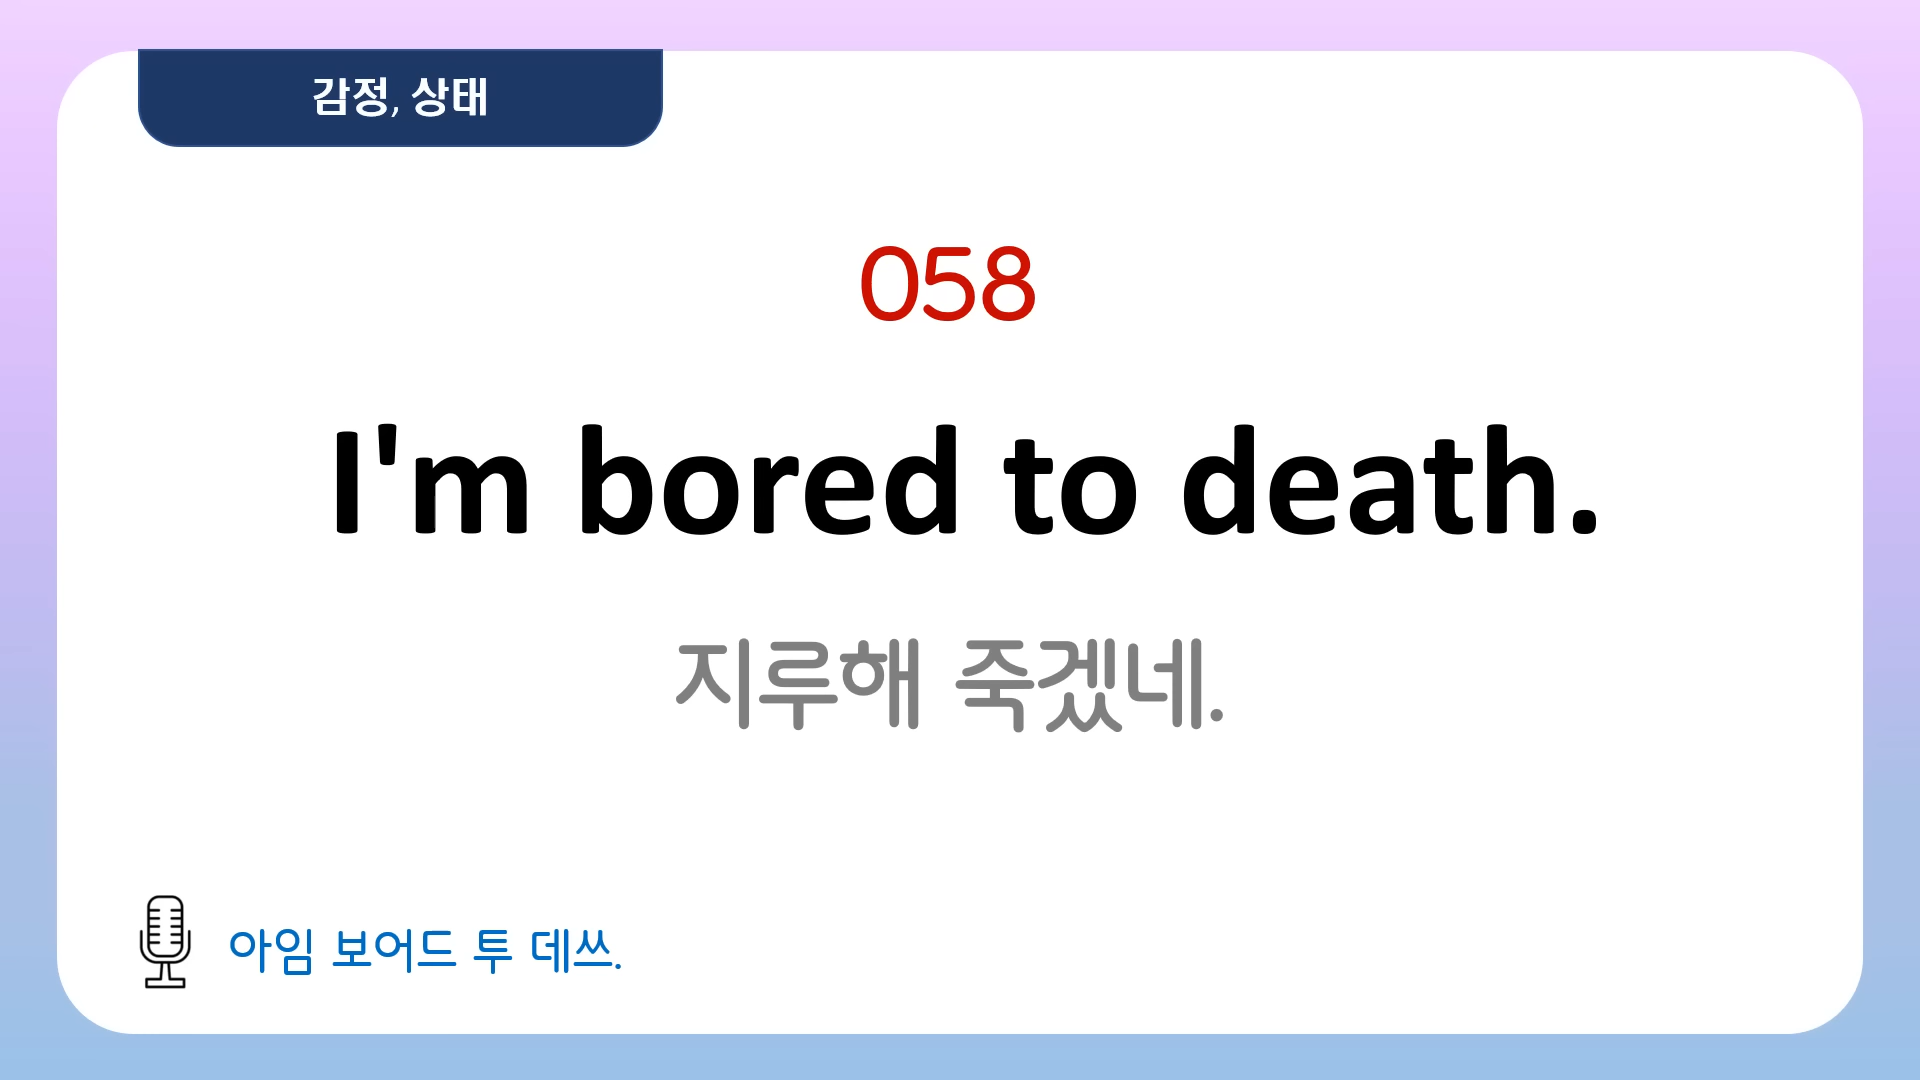 감정, 상태
058
I'm bored to death.
지루해 죽겠네.
아임 보어드 투 데쓰.